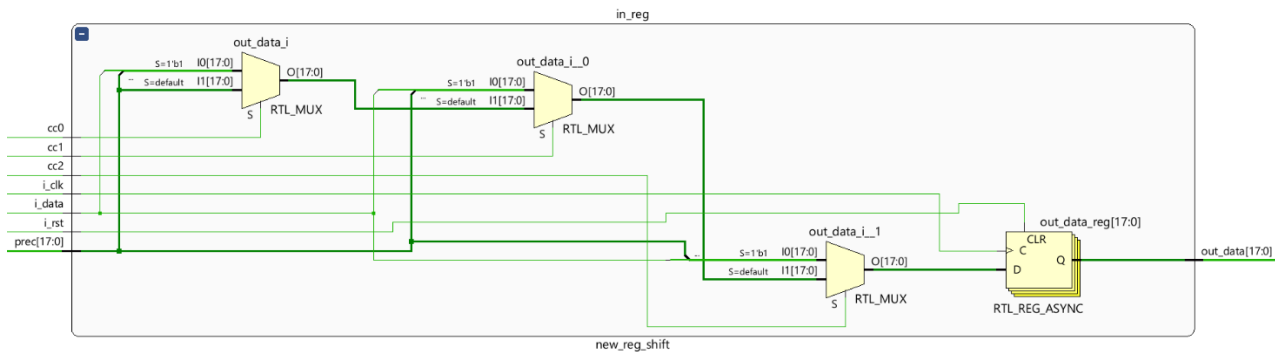 in_reg
out_data_i
S=1'b1 I0[17:0]
O[17:0]
... S=default I1[17:0]
S
RTL_MUX
out_data_i__0
S=1'b1 I0[17:0]
O[17:0]
... S=default I1[17:0]
S
RTL_MUX
cc0
cc1
cc2
i_clk
i_data
i_rst
prec[17:0]
out_data_i__1
... S=1'b1 I0[17:0]
O[17:0]
S=default I1[17:0]
S
RTL_MUX
out_data_reg[17:0]
CLR
C
Q
D
RTL_REG_ASYNC
out_data[17:0]
new_reg_shift